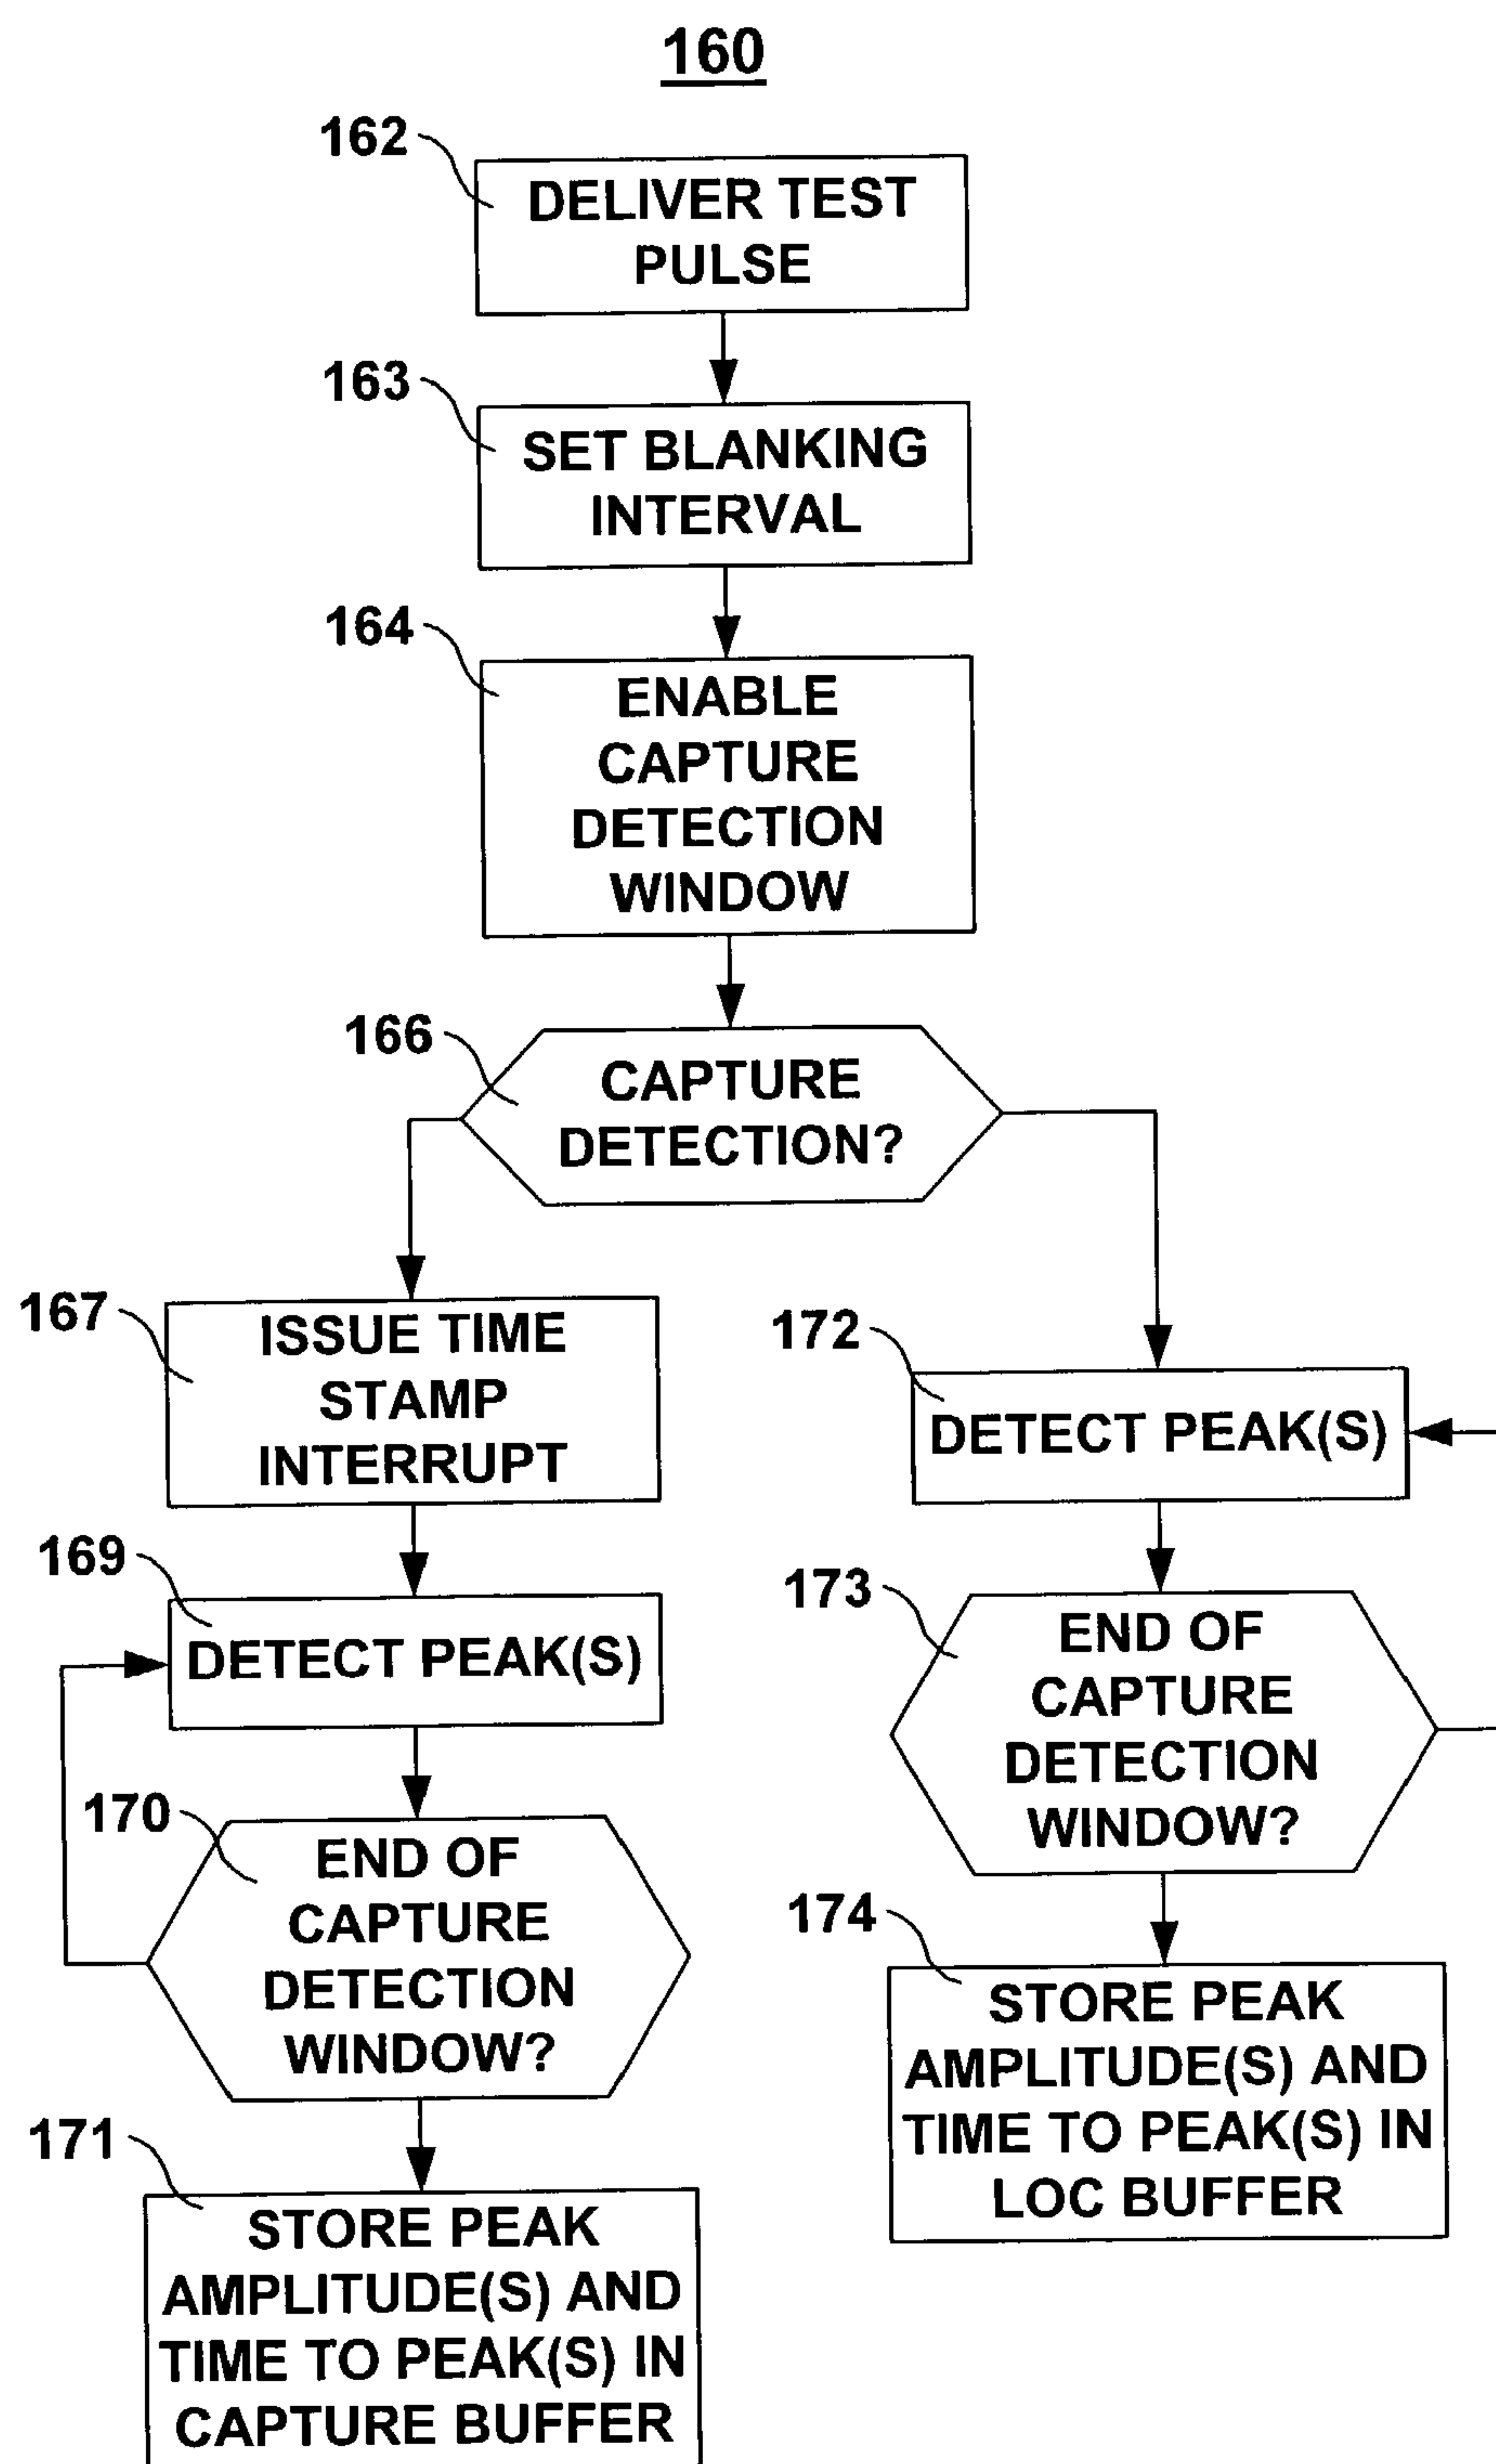 160
162
DELIVER TEST
PULSE
163
SET BLANKING
INTERVAL
164
ENABLE
CAPTURE
DETECTION
WINDOW
166
CAPTURE
DETECTION?
167
ISSUE TIME
STAMP
INTERRUPT
169
DETECT PEAK(S)
170
END OF
CAPTURE
DETECTION
WINDOW?
171
STORE PEAK
AMPLITUDE(S) AND
TIME TO PEAK(S) IN
CAPTURE BUFFER
172
DETECT PEAK(S)
173
END OF
CAPTURE
DETECTION
WINDOW?
174
STORE PEAK
AMPLITUDE(S) AND
TIME TO PEAK(S) IN
LOC BUFFER